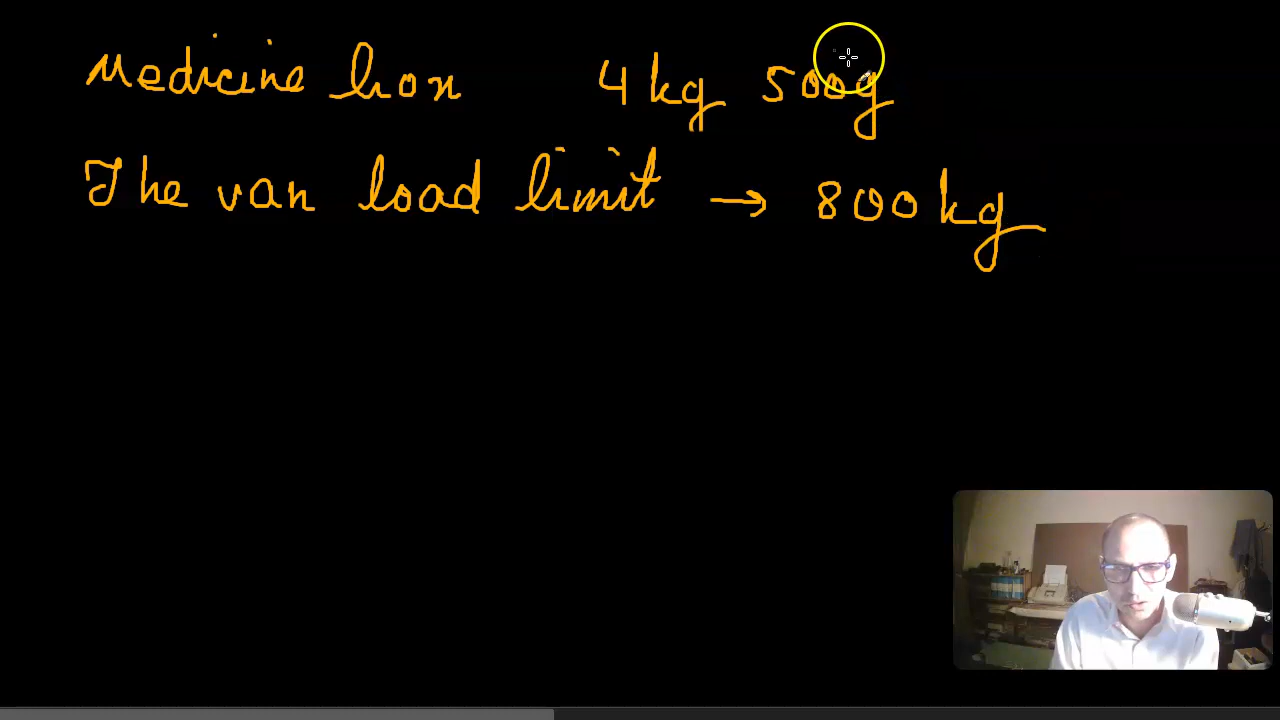 Medicine box 4 kg 500g
The van load limit → 800 kg